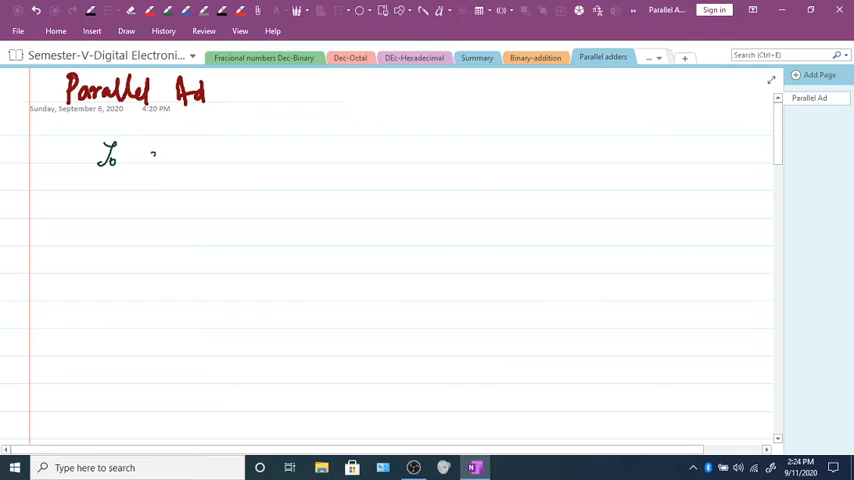 Parallel A... Sign in
File Home Insert Draw History Review View Help
Semester-V-Digital Electroni... Fracional numbers Dec-Binary Dec-Octal DEc-Hexadecimal Summary Binary-addition Parallel adders Search (Ctrl+E)
Parallel Ad
Add Page
Sunday, September 6, 2020 4:20 PM
Parallel Ad
To
Type here to search
2:24 PM
9/11/2020